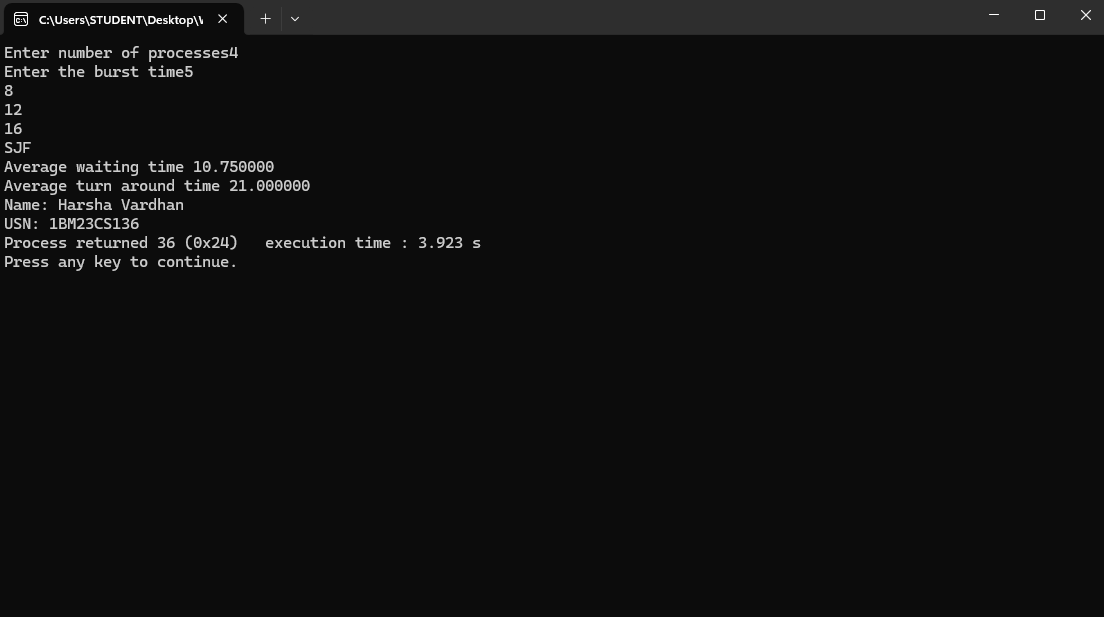 C:\Users\STUDENT\Desktop\V
Enter number of processes4
Enter the burst time5
8
12
16
SJF
Average waiting time 10.750000
Average turn around time 21.000000
Name: Harsha Vardhan
USN: 1BM23CS136
Process returned 36 (0x24)   execution time : 3.923 s
Press any key to continue.